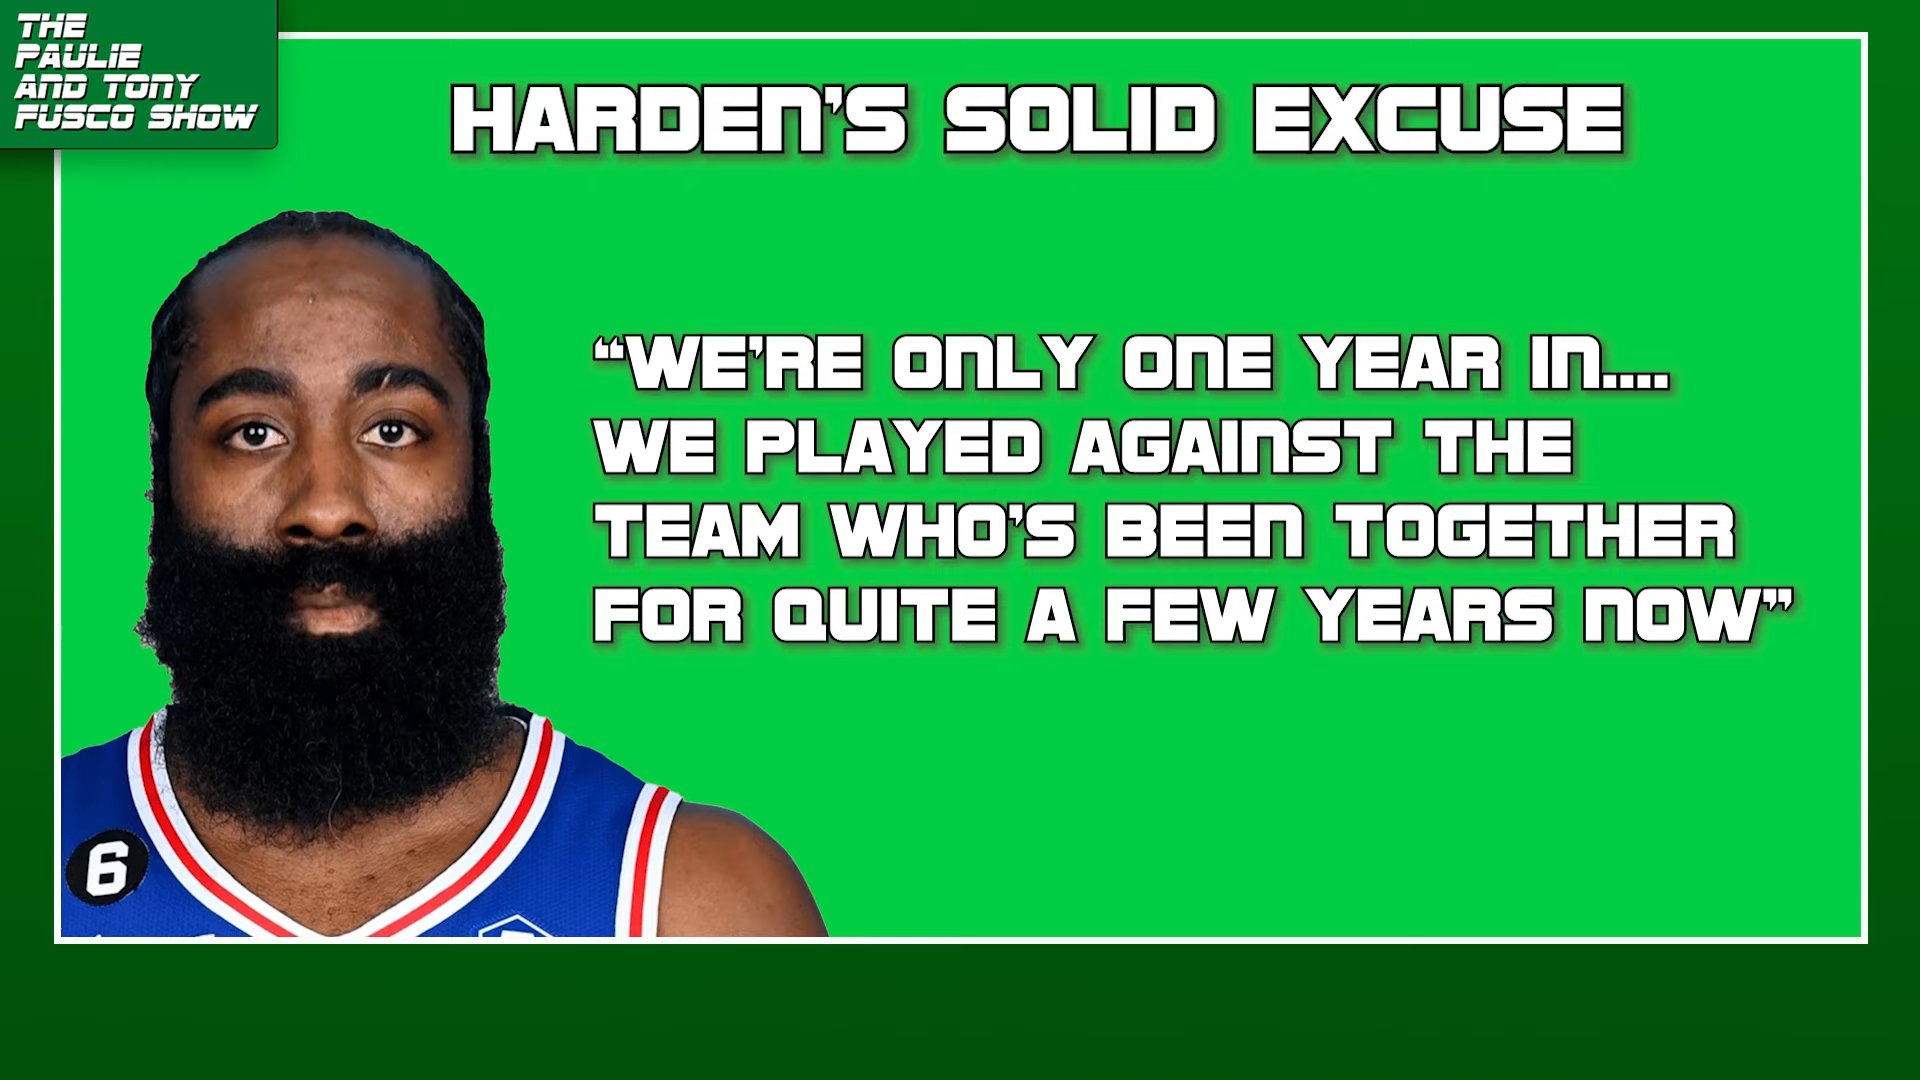 THE
PAULIE
AND TONY
FUSCO SHOW
HARDEN'S SOLID EXCUSE
“WE'RE ONLY ONE YEAR IN....
WE PLAYED AGAINST THE
TEAM WHO'S BEEN TOGETHER
FOR QUITE A FEW YEARS NOW”
6